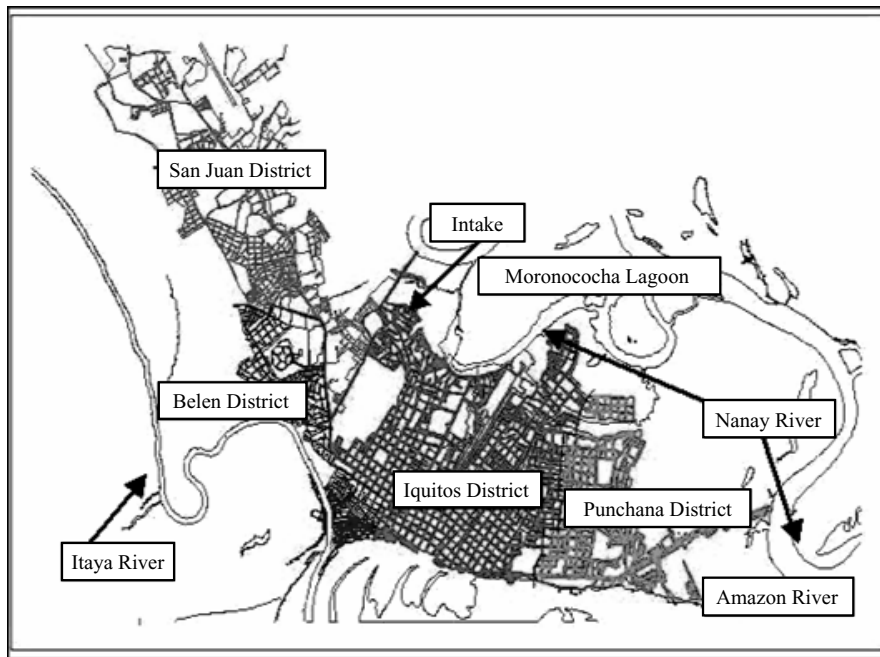 San Juan District
Intake
Moronococha Lagoon
Belen District
Nanay River
Iquitos District
Punchana District
Itaya River
Amazon River